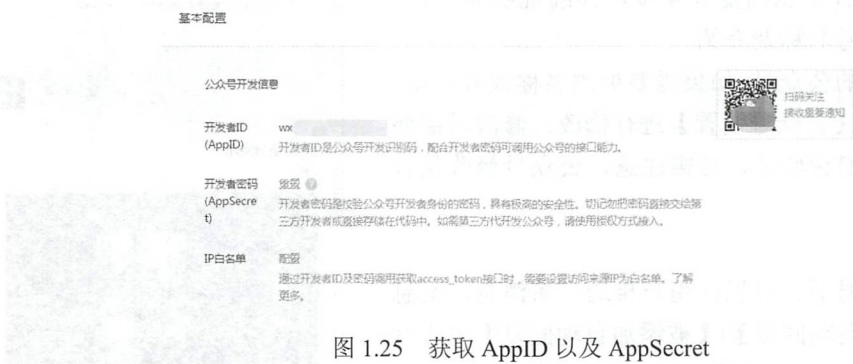 基本配置
公众号开发信息
扫码关注
接收重要通知
开发者ID
(AppID)
wx
开发者ID是公众号开发识别码，配合开发者密码可调用公众号的接口能力。
开发者密码
(AppSecre
t)
重置
开发者密码是校验公众号开发者身份的密码，具有极高的安全性。切记勿把密码直接交给第
三方开发者或直接存储在代码中。如需第三方代开发公众号，请使用授权方式接入。
IP白名单
配置
通过开发者ID及密码调用获取access_token接口时，需要设置访问来源IP为白名单。了解
更多。
图 1.25 获取 AppID 以及 AppSecret